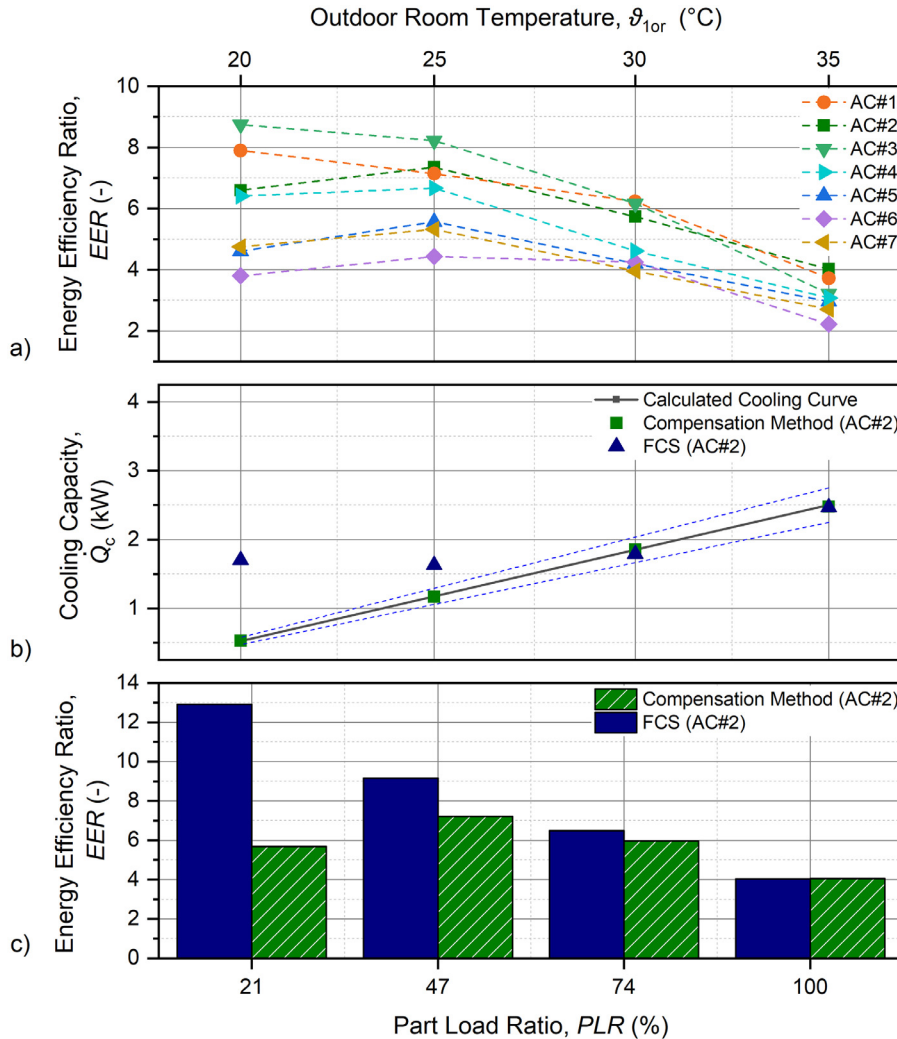 Outdoor Room Temperature, ϑ1or (°C)
20 25 30 35
a)
Energy Efficiency Ratio,
EER (-)
10
8
6
4
2
AC#1
AC#2
AC#3
AC#4
AC#5
AC#6
AC#7
b)
Cooling Capacity,
Q̇c (kW)
4
3
2
1
Calculated Cooling Curve
Compensation Method (AC#2)
FCS (AC#2)
c)
Energy Efficiency Ratio,
EER (-)
14
12
10
8
6
4
2
0
Compensation Method (AC#2)
FCS (AC#2)
21 47 74 100
Part Load Ratio, PLR (%)